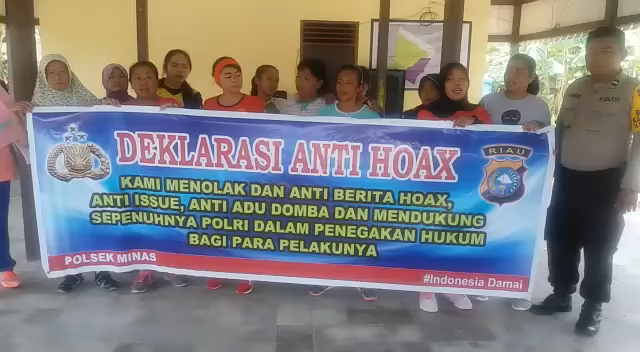 DEKLARASI ANTI HOAX
RIAU
KAMI MENOLAK DAN ANTI BERITA HOAX,
ANTI ISSUE, ANTI ADU DOMBA DAN MENDUKUNG
SEPENUHNYA POLRI DALAM PENEGAKAN HUKUM
BAGI PARA PELAKUNYA
POLSEK MINAS
#Indonesia Damai